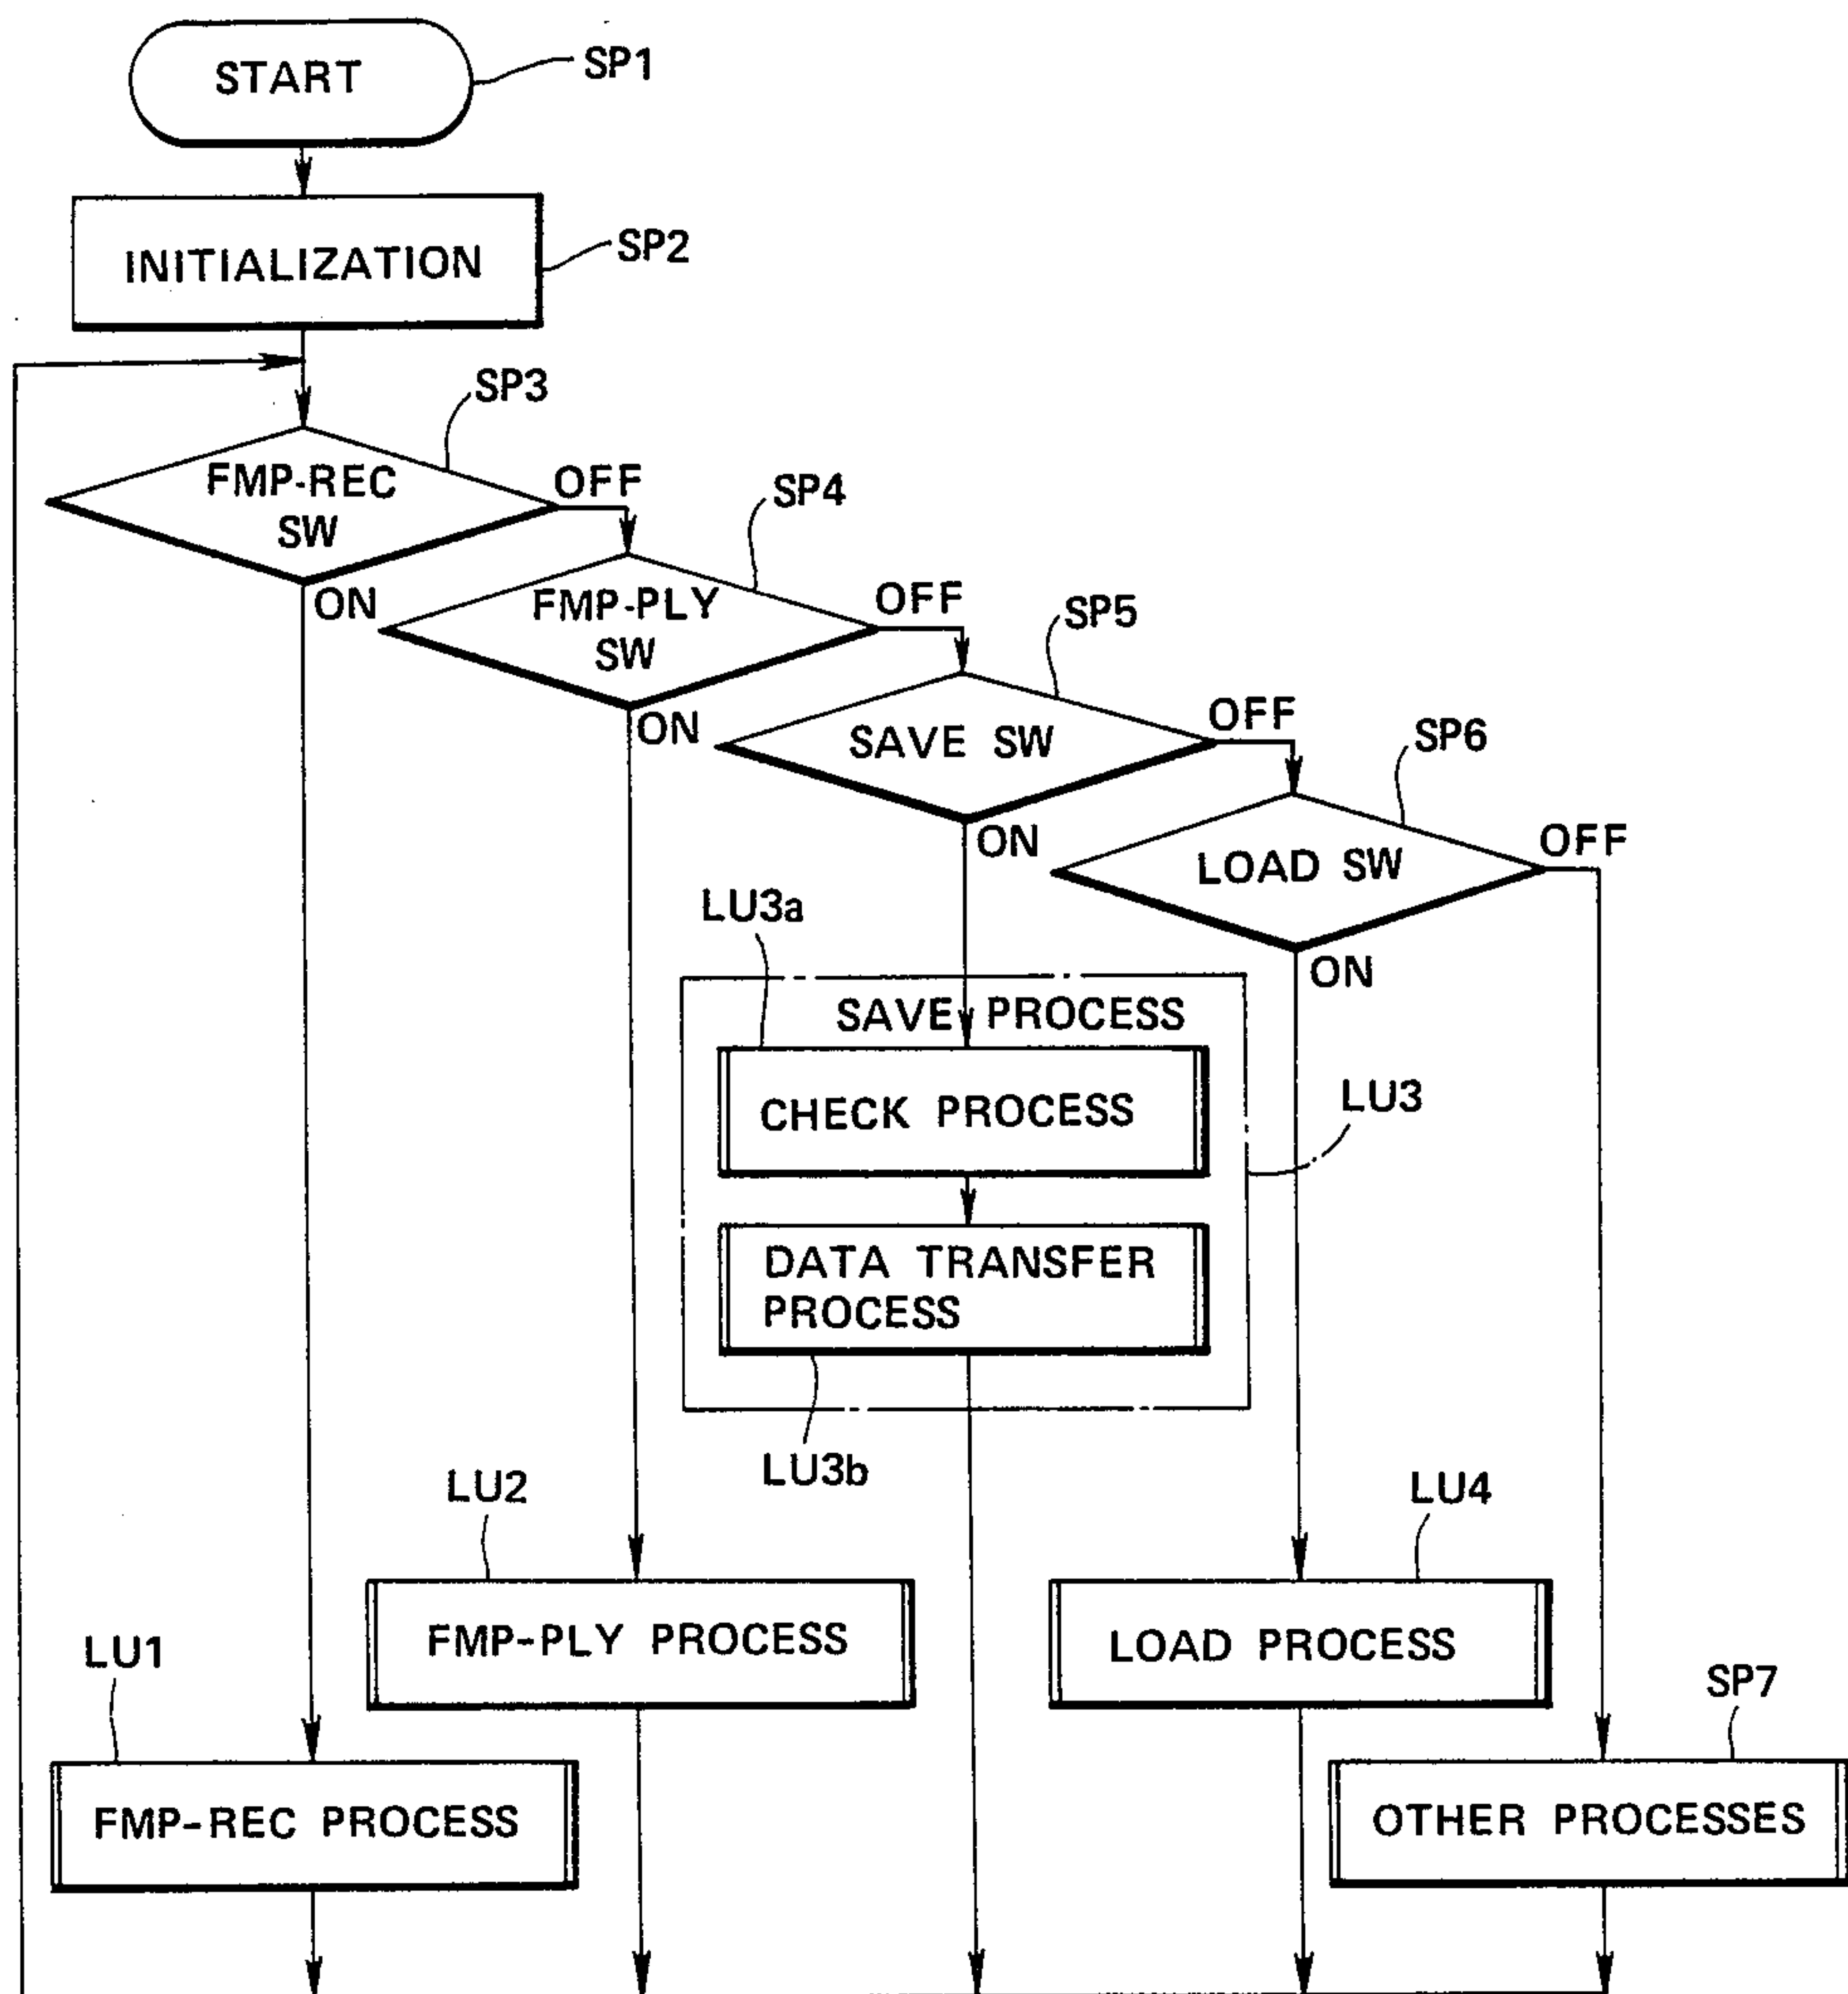 START
SP1
INITIALIZATION
SP2
SP3
FMP-REC
SW
OFF
ON
SP4
FMP-PLY
SW
OFF
ON
SP5
SAVE SW
OFF
ON
SP6
LOAD SW
OFF
ON
LU3a
SAVE PROCESS
CHECK PROCESS
LU3
DATA TRANSFER
PROCESS
LU3b
LU2
FMP-PLY PROCESS
LU4
LOAD PROCESS
LU1
FMP-REC PROCESS
SP7
OTHER PROCESSES